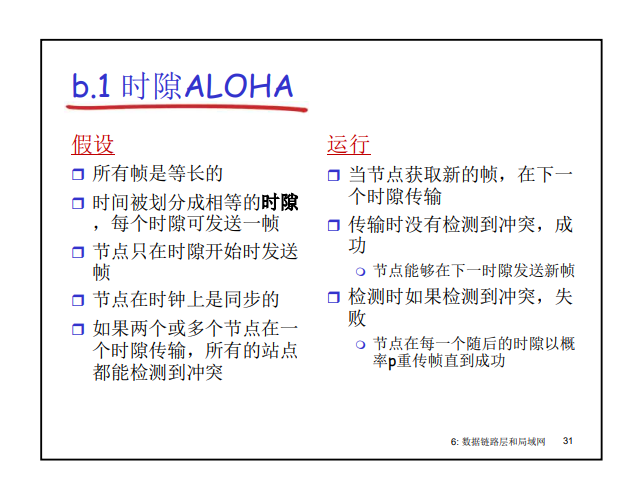 b.1 时隙ALOHA
假设
所有帧是等长的
时间被划分成相等的时隙
，每个时隙可发送一帧
节点只在时隙开始时发送
帧
节点在时钟上是同步的
如果两个或多个节点在一
个时隙传输，所有的站点
都能检测到冲突
运行
当节点获取新的帧，在下一
个时隙传输
传输时没有检测到冲突，成
功
节点能够在下一时隙发送新帧
检测时如果检测到冲突，失
败
节点在每一个随后的时隙以概
率p重传帧直到成功
6: 数据链路层和局域网 31